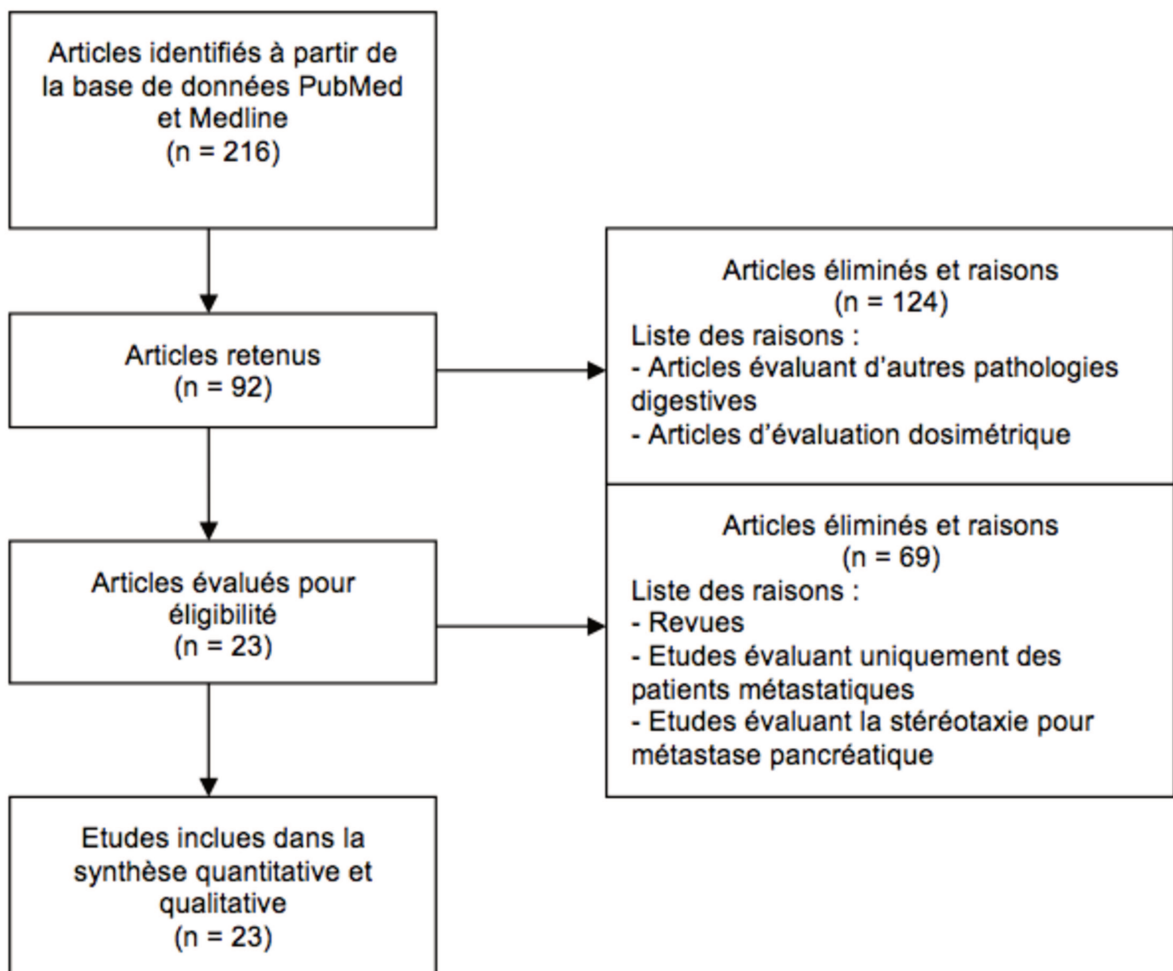 Articles identifiés à partir de
la base de données PubMed
et Medline
(n = 216)
Articles retenus
(n = 92)
Articles éliminés et raisons
(n = 124)
Liste des raisons :
- Articles évaluant d'autres pathologies
digestives
- Articles d'évaluation dosimétrique
Articles évalués pour
éligibilité
(n = 23)
Articles éliminés et raisons
(n = 69)
Liste des raisons :
- Revues
- Etudes évaluant uniquement des
patients métastatiques
- Etudes évaluant la stéréotaxie pour
métastase pancréatique
Etudes inclues dans la
synthèse quantitative et
qualitative
(n = 23)